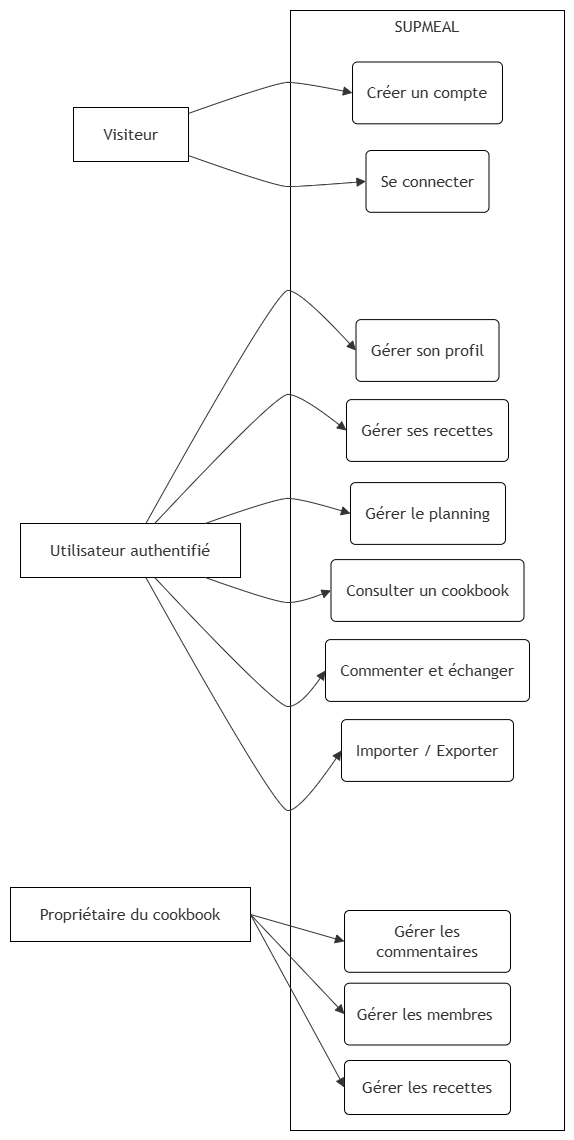 SUPMEAL
Créer un compte
Visiteur
Se connecter
Gérer son profil
Gérer ses recettes
Gérer le planning
Utilisateur authentifié
Consulter un cookbook
Commenter et échanger
Importer / Exporter
Propriétaire du cookbook
Gérer les
commentaires
Gérer les membres
Gérer les recettes